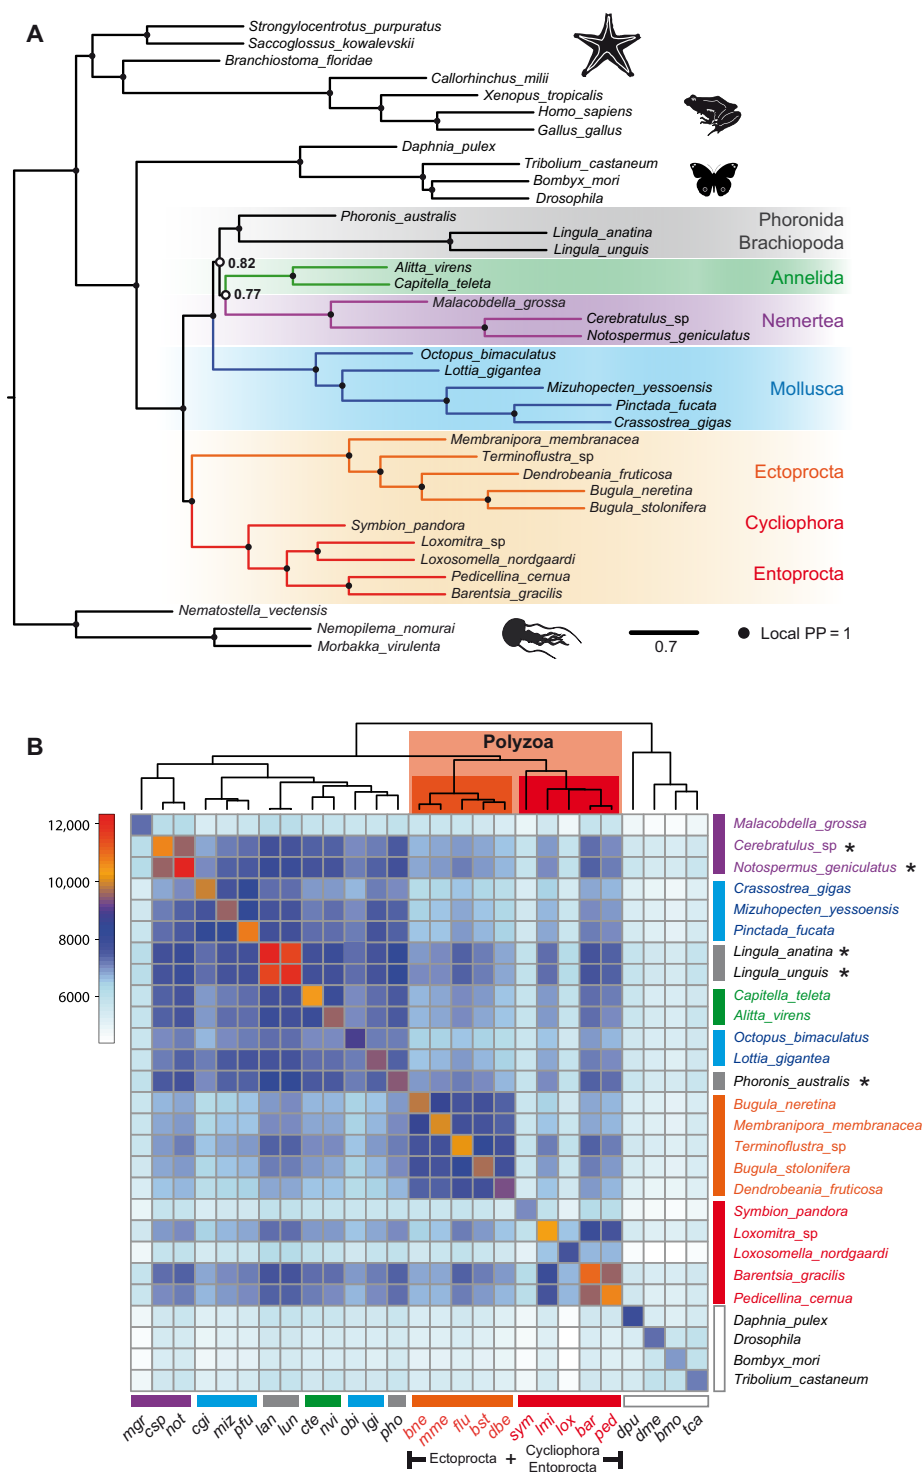 A
Strongylocentrotus_purpuratus
Saccoglossus_kowalevskii
Branchiostoma_floridae
Callorhinchus_milii
Xenopus_tropicalis
Homo_sapiens
Gallus_gallus
Daphnia_pulex
Tribolium_castaneum
Bombyx_mori
Drosophila
Phoronis_australis
Phoronida
Lingula_anatina
Brachiopoda
Lingula_unguis
0.82
Alitta_virens
Annelida
Capitella_teleta
0.77
Malacobdella_grossa
Cerebratulus_sp
Nemertea
Notospermus_geniculatus
Octopus_bimaculatus
Lottia_gigantea
Mizuhopecten_yessoensis
Mollusca
Pinctada_fucata
Crassostrea_gigas
Membranipora_membranacea
Terminoflustra_sp
Ectoprocta
Dendrobeania_fruticosa
Bugula_neretina
Bugula_stolonifera
Symbion_pandora
Cycliophora
Loxomitra_sp
Loxosomella_nordgaardi
Entoprocta
Pedicellina_cernua
Barentsia_gracilis
Nematostella_vectensis
Nemopilema_nomurai
Morbakka_virulenta
0.7
Local PP = 1
B
Polyzoa
12,000
10,000
8000
6000
Malacobdella_grossa
Cerebratulus_sp *
Notospermus_geniculatus *
Crassostrea_gigas
Mizuhopecten_yessoensis
Pinctada_fucata
Lingula_anatina *
Lingula_unguis *
Capitella_teleta
Alitta_virens
Octopus_bimaculatus
Lottia_gigantea
Phoronis_australis *
Bugula_neretina
Membranipora_membranacea
Terminoflustra_sp
Bugula_stolonifera
Dendrobeania_fruticosa
Symbion_pandora
Loxomitra_sp
Loxosomella_nordgaardi
Barentsia_gracilis
Pedicellina_cernua
Daphnia_pulex
Drosophila
Bombyx_mori
Tribolium_castaneum
mgr csp not cgi miz pfu lan lun cte nvi obi lgi pho bne mme flu bst dbe sym lmi lox bar ped dpu dme bmo tca
Ectoprocta + Cycliophora
Entoprocta